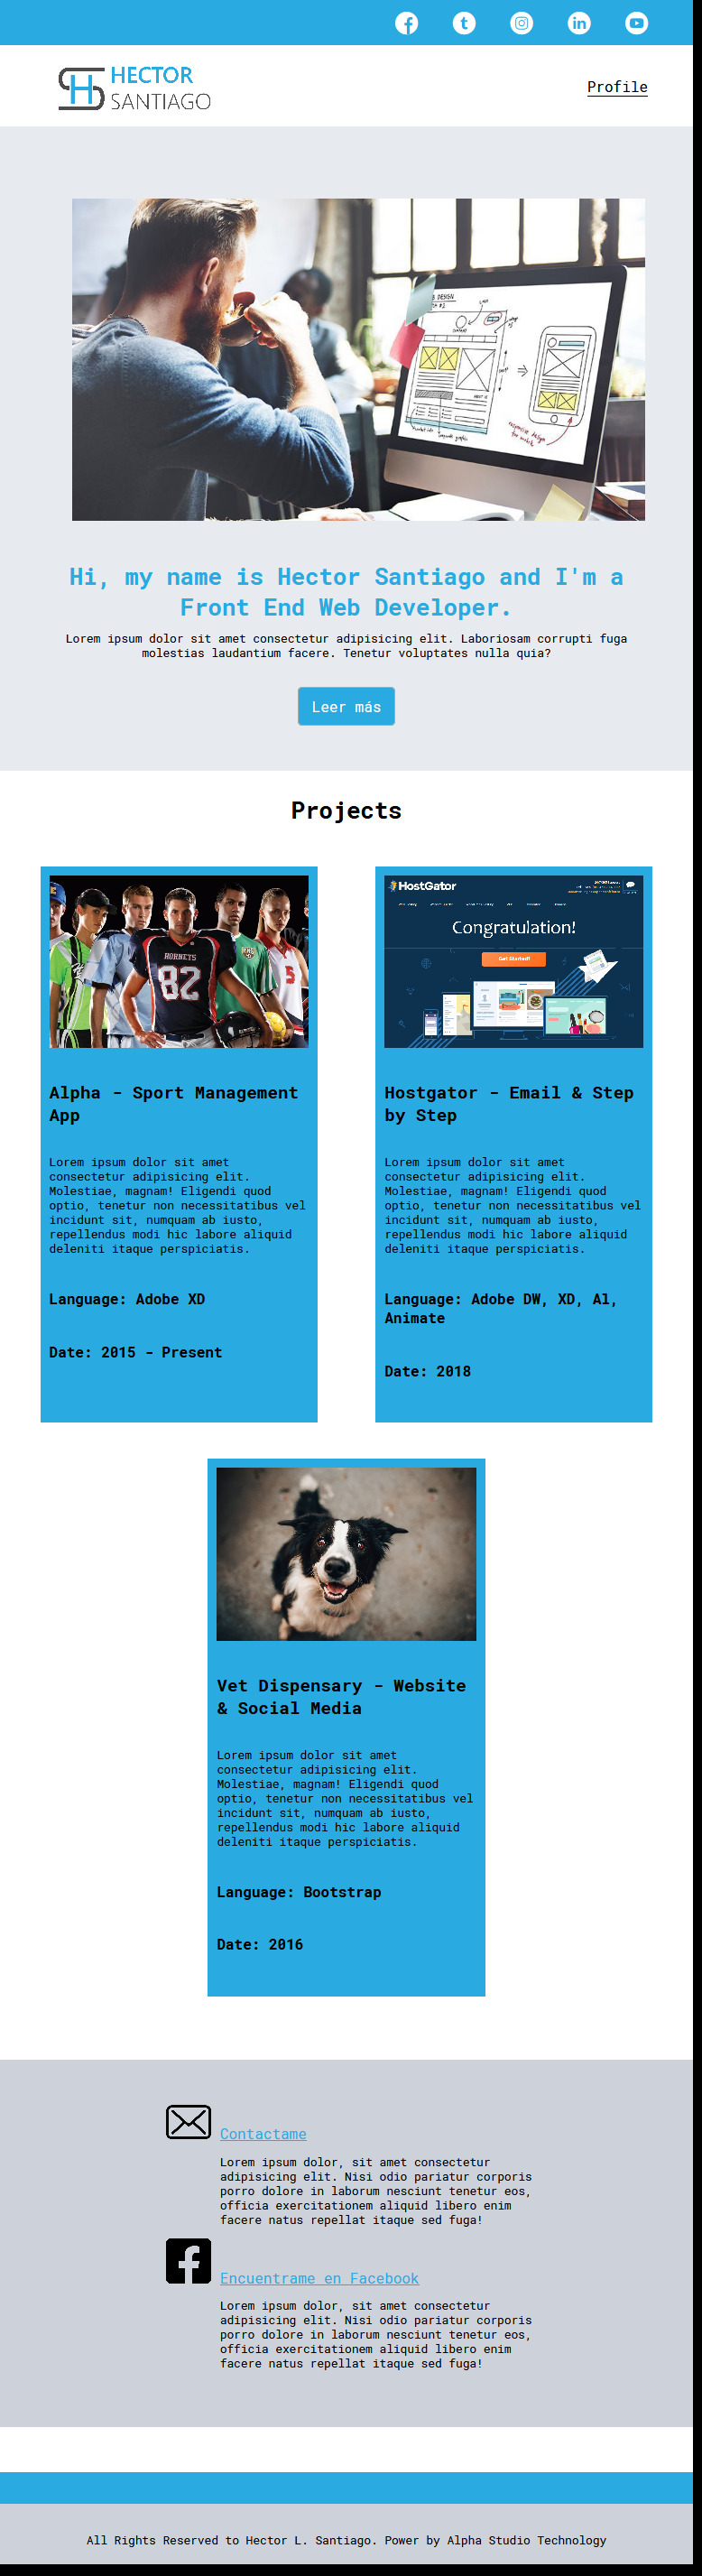 HECTOR
SANTIAGO
Profile
Hi, my name is Hector Santiago and I'm a
Front End Web Developer.
Lorem ipsum dolor sit amet consectetur adipisicing elit. Laboriosam corrupti fuga
molestias laudantium facere. Tenetur voluptates nulla quia?
Leer más
Projects
HORNETS
82
HostGator
Congratulation!
Get Started!
Alpha - Sport Management
App
Lorem ipsum dolor sit amet
consectetur adipisicing elit.
Molestiae, magnam! Eligendi quod
optio, tenetur non necessitatibus vel
incidunt sit, numquam ab iusto,
repellendus modi hic labore aliquid
deleniti itaque perspiciatis.
Language: Adobe XD
Date: 2015 - Present
Hostgator - Email & Step
by Step
Lorem ipsum dolor sit amet
consectetur adipisicing elit.
Molestiae, magnam! Eligendi quod
optio, tenetur non necessitatibus vel
incidunt sit, numquam ab iusto,
repellendus modi hic labore aliquid
deleniti itaque perspiciatis.
Language: Adobe DW, XD, Al,
Animate
Date: 2018
Vet Dispensary - Website
& Social Media
Lorem ipsum dolor sit amet
consectetur adipisicing elit.
Molestiae, magnam! Eligendi quod
optio, tenetur non necessitatibus vel
incidunt sit, numquam ab iusto,
repellendus modi hic labore aliquid
deleniti itaque perspiciatis.
Language: Bootstrap
Date: 2016
Contactame
Lorem ipsum dolor, sit amet consectetur
adipisicing elit. Nisi odio pariatur corporis
porro dolore in laborum nesciunt tenetur eos,
officia exercitationem aliquid libero enim
facere natus repellat itaque sed fuga!
Encuentrame en Facebook
Lorem ipsum dolor, sit amet consectetur
adipisicing elit. Nisi odio pariatur corporis
porro dolore in laborum nesciunt tenetur eos,
officia exercitationem aliquid libero enim
facere natus repellat itaque sed fuga!
All Rights Reserved to Hector L. Santiago. Power by Alpha Studio Technology